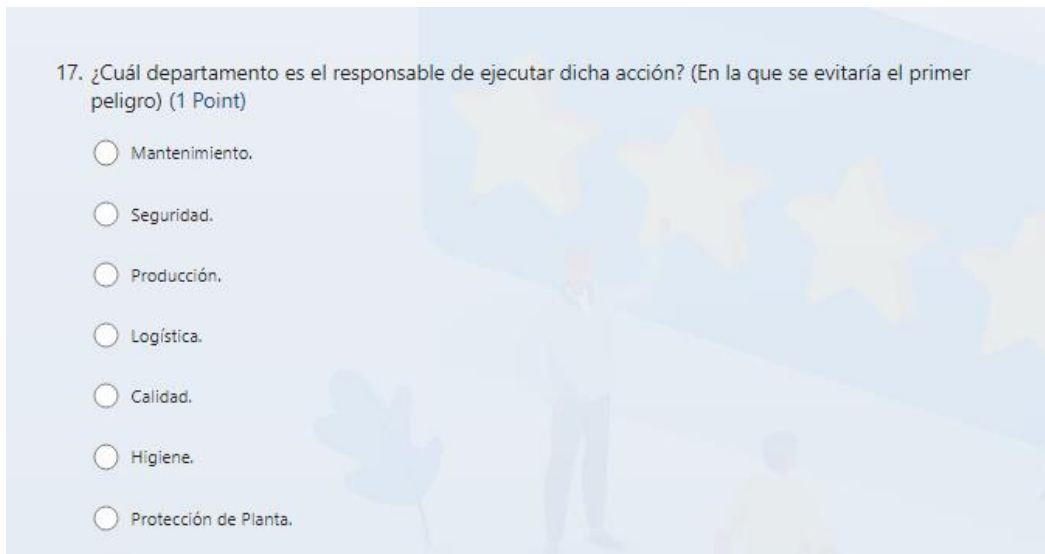 17. ¿Cuál departamento es el responsable de ejecutar dicha acción? (En la que se evitaría el primer
peligro) (1 Point)
Mantenimiento.
Seguridad.
Producción.
Logística.
Calidad.
Higiene.
Protección de Planta.